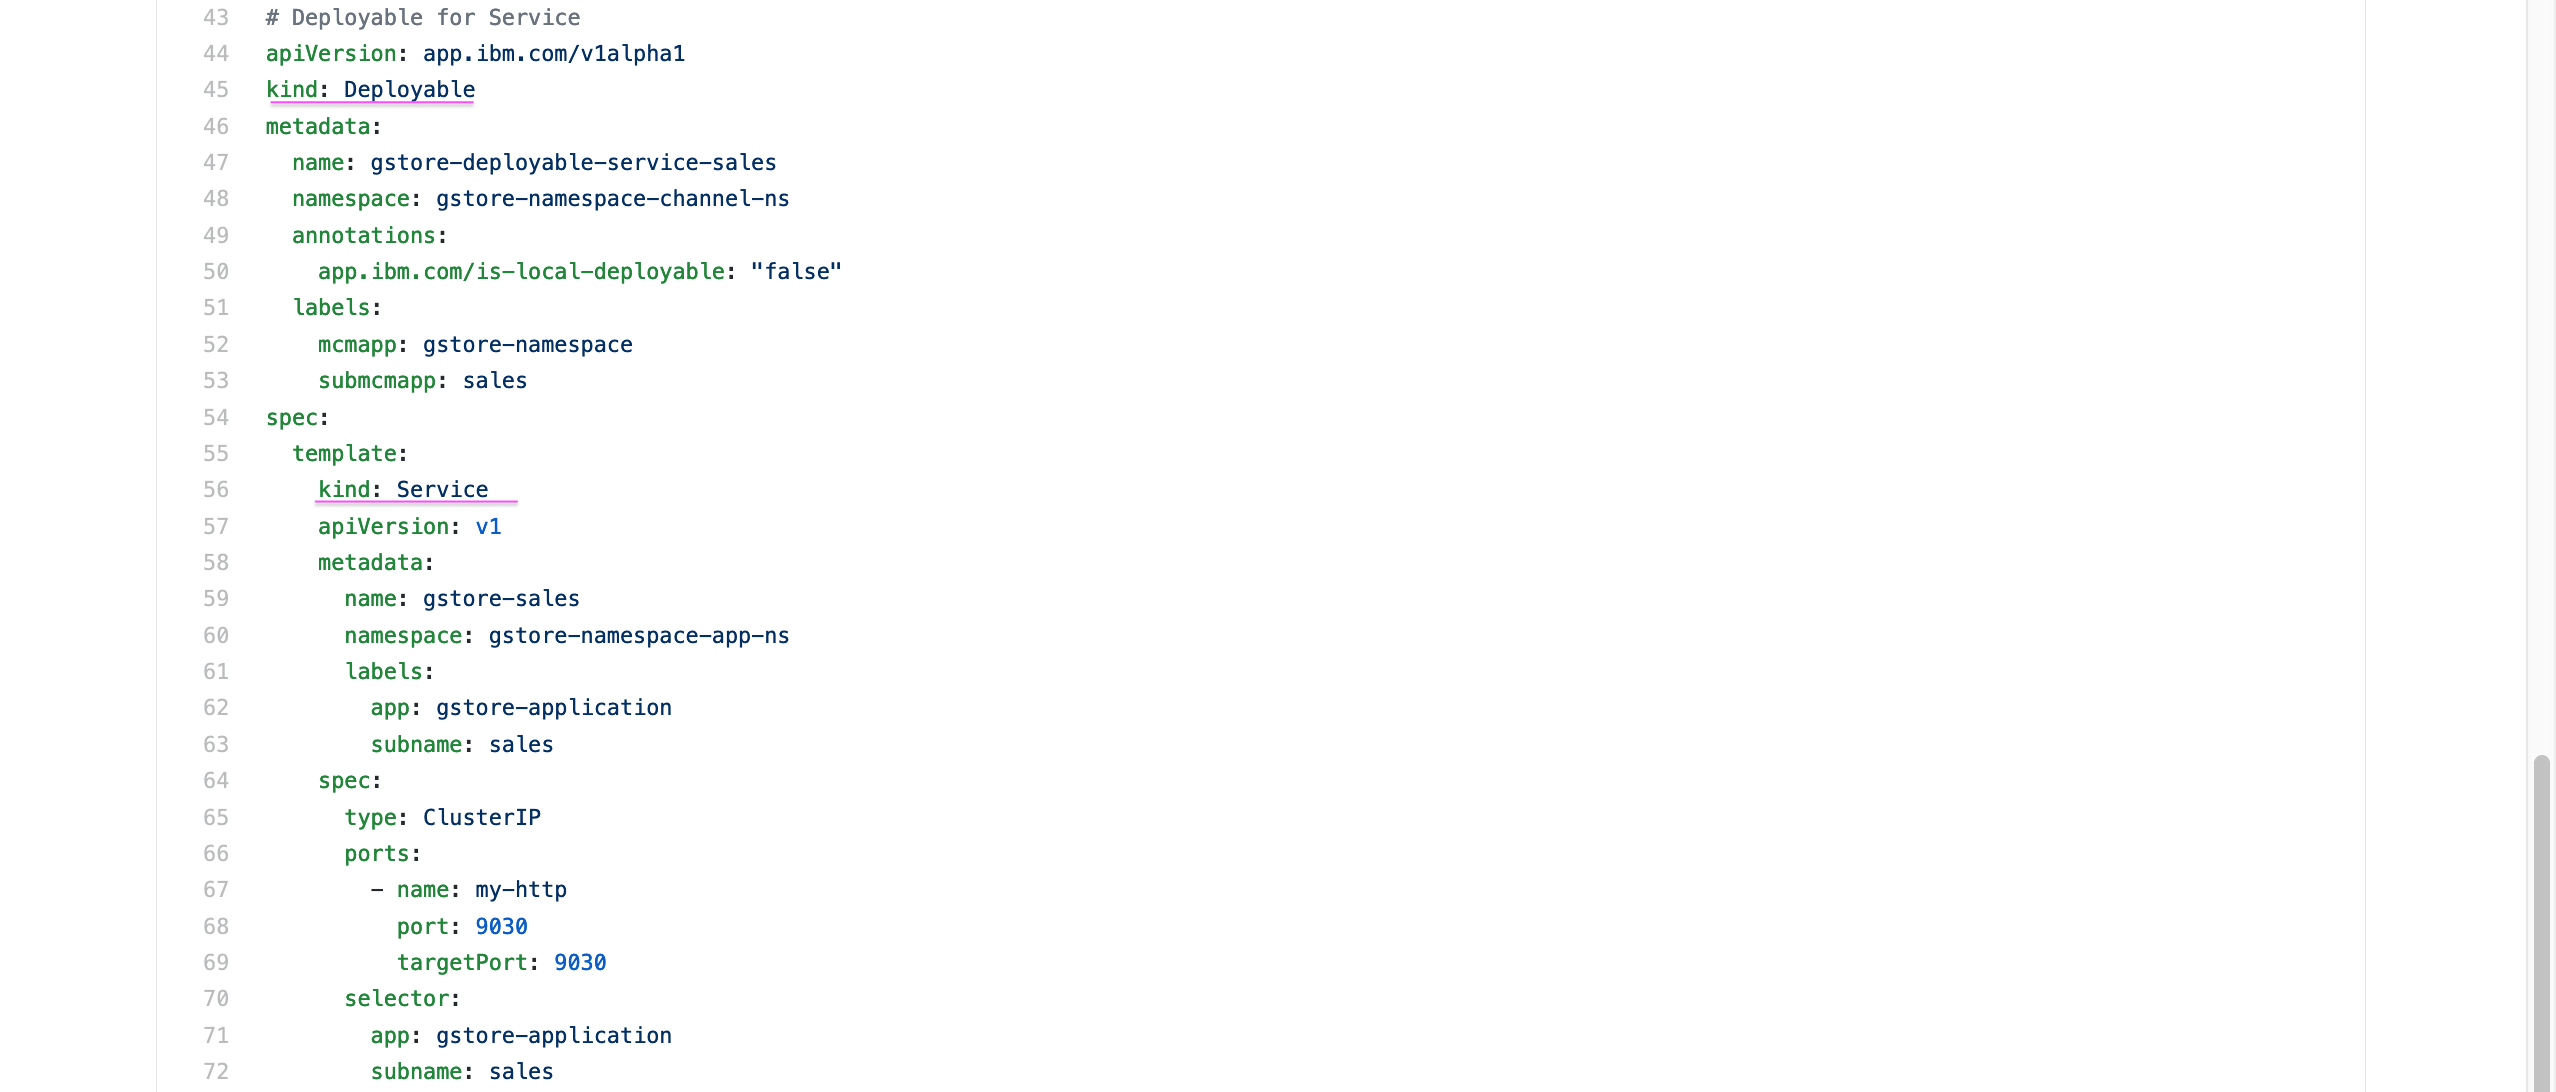 43 # Deployable for Service
44 apiVersion: app.ibm.com/v1alpha1
45 kind: Deployable
46 metadata:
47   name: gstore-deployable-service-sales
48   namespace: gstore-namespace-channel-ns
49   annotations:
50     app.ibm.com/is-local-deployable: "false"
51   labels:
52     mcmapp: gstore-namespace
53     submcmapp: sales
54 spec:
55   template:
56     kind: Service
57     apiVersion: v1
58     metadata:
59       name: gstore-sales
60       namespace: gstore-namespace-app-ns
61       labels:
62         app: gstore-application
63         subname: sales
64     spec:
65       type: ClusterIP
66       ports:
67         - name: my-http
68           port: 9030
69           targetPort: 9030
70       selector:
71         app: gstore-application
72         subname: sales